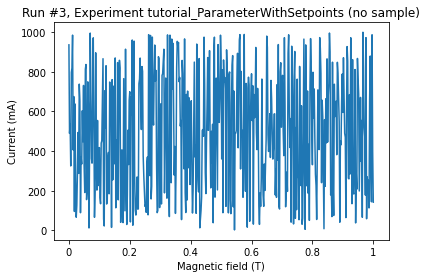 Run #3, Experiment tutorial_ParameterWithSetpoints (no sample)
1000
800
600
400
200
0
Current (mA)
0 0.2 0.4 0.6 0.8 1
Magnetic field (T)